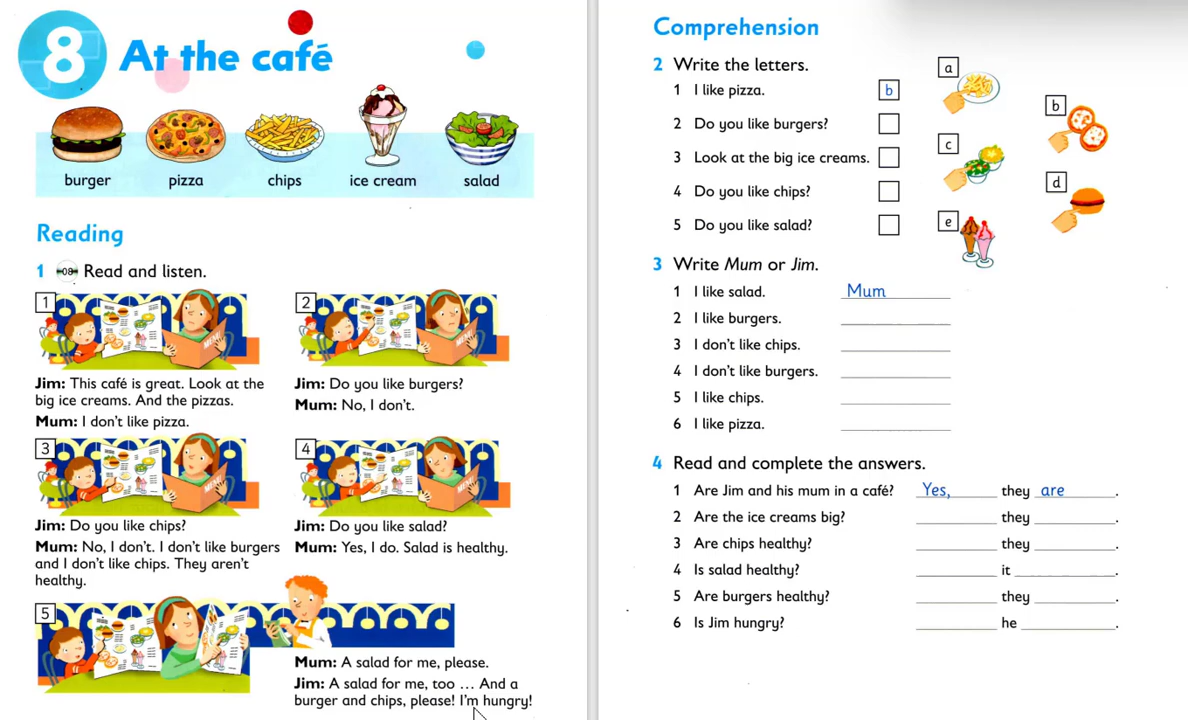 8 At the café
burger
pizza
chips
ice cream
salad
Reading
1 08 Read and listen.
1
Jim: This café is great. Look at the
big ice creams. And the pizzas.
Mum: I don't like pizza.
2
Jim: Do you like burgers?
Mum: No, I don't.
3
Jim: Do you like chips?
Mum: No, I don't. I don't like burgers
and I don't like chips. They aren't
healthy.
4
Jim: Do you like salad?
Mum: Yes, I do. Salad is healthy.
5
Mum: A salad for me, please.
Jim: A salad for me, too ... And a
burger and chips, please! I'm hungry!
Comprehension
2 Write the letters.
1 I like pizza. b
2 Do you like burgers?
3 Look at the big ice creams.
4 Do you like chips?
5 Do you like salad?
a
b
c
d
e
3 Write Mum or Jim.
1 I like salad. Mum
2 I like burgers.
3 I don't like chips.
4 I don't like burgers.
5 I like chips.
6 I like pizza.
4 Read and complete the answers.
1 Are Jim and his mum in a café? Yes, they are.
2 Are the ice creams big? ________ they ________.
3 Are chips healthy? ________ they ________.
4 Is salad healthy? ________ it ________.
5 Are burgers healthy? ________ they ________.
6 Is Jim hungry? ________ he ________.